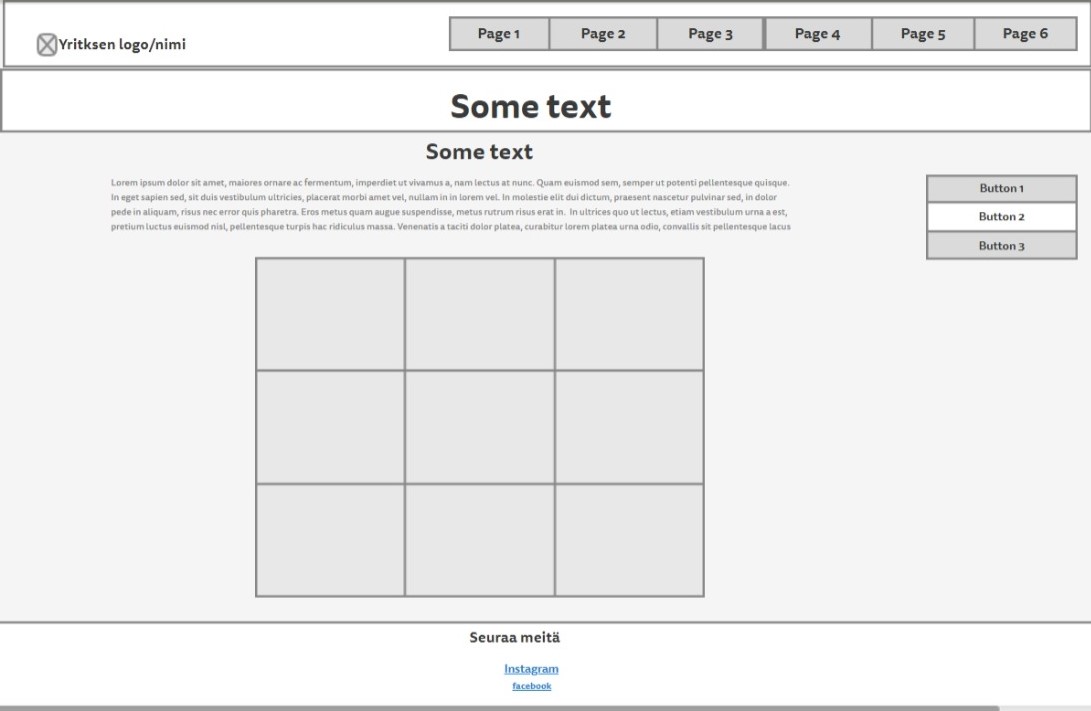 Yritksen logo/nimi
Page 1
Page 2
Page 3
Page 4
Page 5
Page 6
Some text
Some text
Lorem ipsum dolor sit amet, maiores ornare ac fermentum, imperdiet ut vivamus a, nam lectus at nunc. Quam euismod sem, semper ut potenti pellentesque quisque.
In eget sapien sed, sit duis vestibulum ultricies, placerat morbi amet vel, nullam in in lorem vel. In molestie elit dui dictum, praesent nascetur pulvinar sed, in dolor
pede in aliquam, risus nec error quis pharetra. Eros metus quam augue suspendisse, metus rutrum risus erat in. In ultrices quo ut lectus, etiam vestibulum urna a est,
pretium luctus euismod nisl, pellentesque turpis hac ridiculus massa. Venenatis a taciti dolor platea, curabitur lorem platea urna odio, convallis sit pellentesque lacus
Button 1
Button 2
Button 3
Seuraa meitä
Instagram
facebook